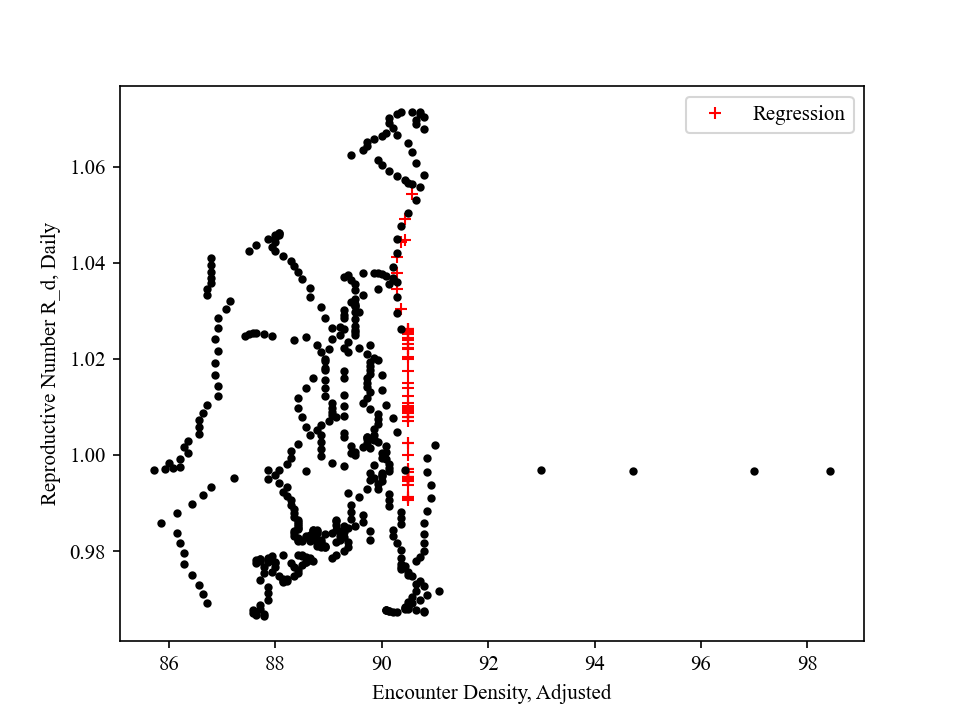 Regression
1.06
1.04
1.02
1.00
0.98
Reproductive Number R_d, Daily
86 88 90 92 94 96 98
Encounter Density, Adjusted